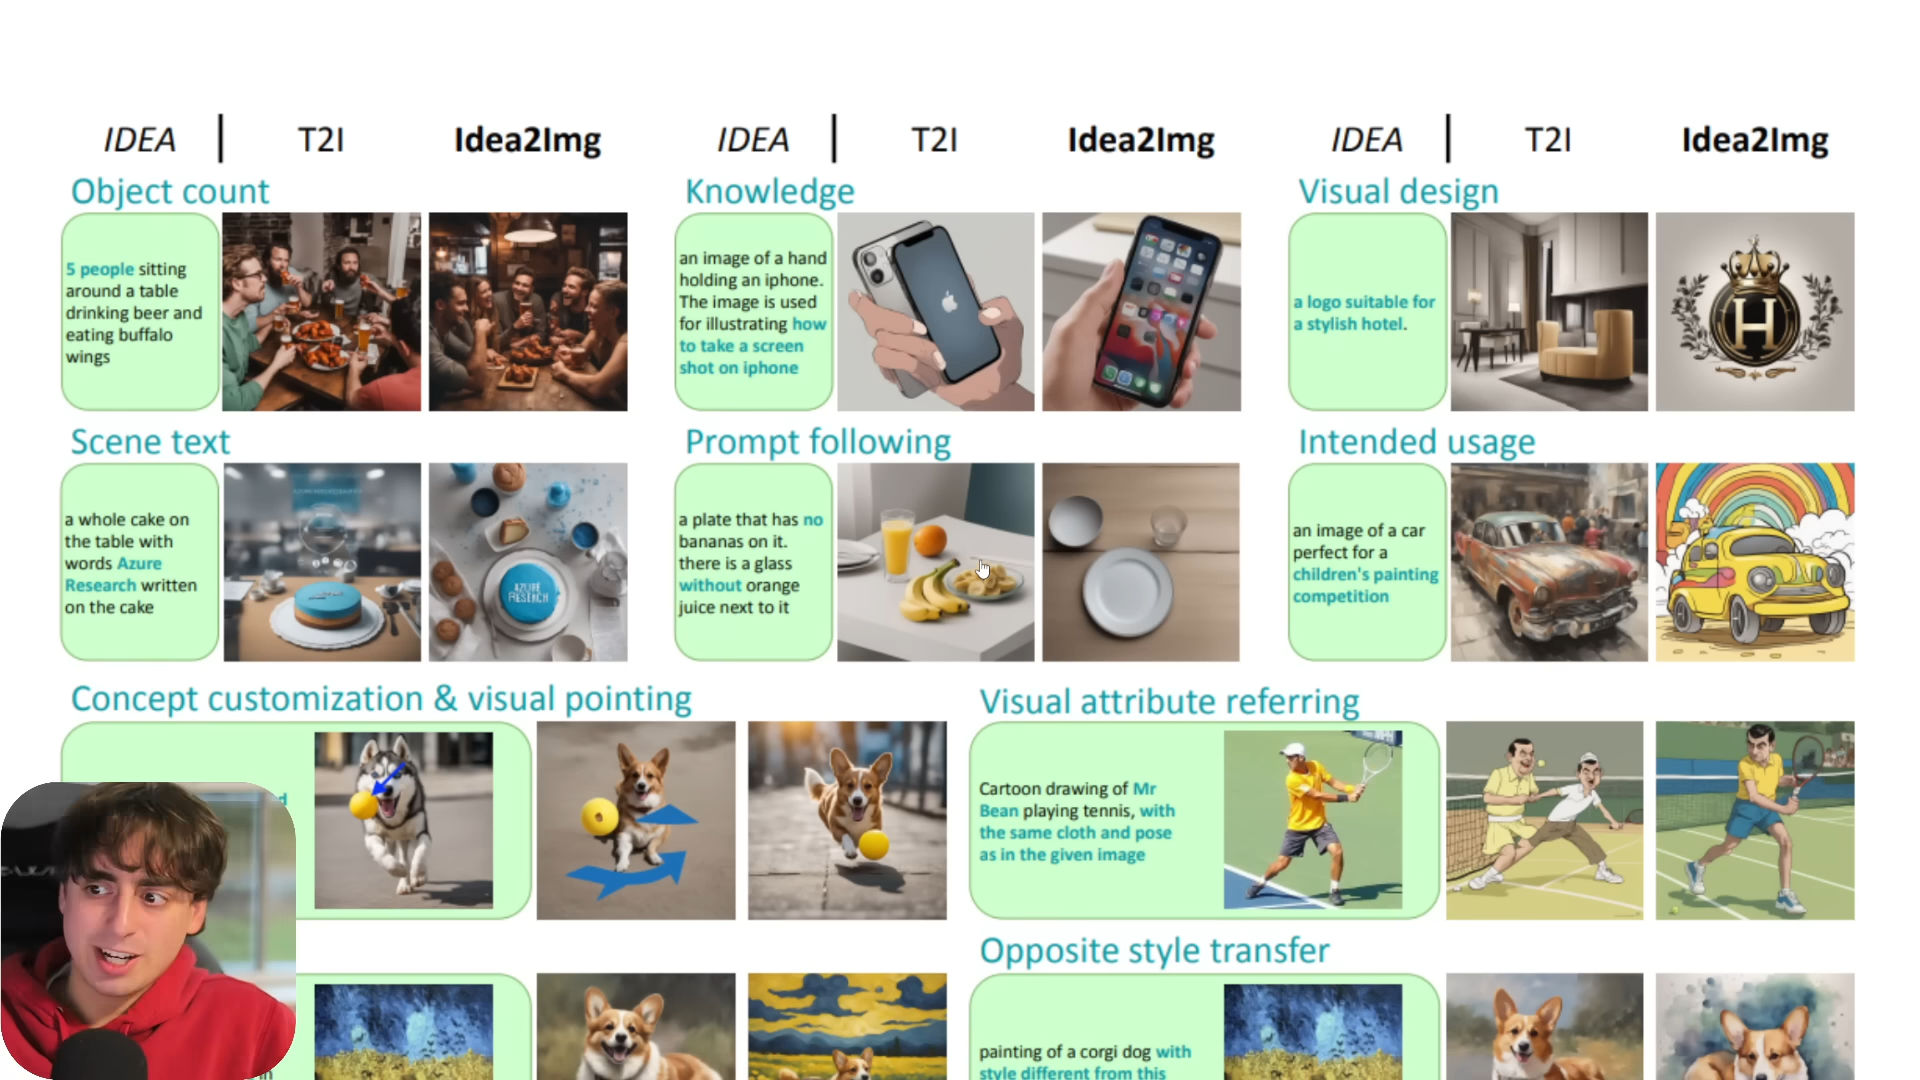 IDEA | T2I Idea2Img IDEA | T2I Idea2Img IDEA | T2I Idea2Img
Object count
5 people sitting
around a table
drinking beer and
eating buffalo
wings
Knowledge
an image of a hand
holding an iphone.
The image is used
for illustrating how
to take a screen
shot on iphone
Visual design
a logo suitable for
a stylish hotel.
H
Scene text
a whole cake on
the table with
words Azure
Research written
on the cake
AZURE
Prompt following
a plate that has no
bananas on it.
there is a glass
without orange
juice next to it
Intended usage
an image of a car
perfect for a
children's painting
competition
Concept customization & visual pointing
Visual attribute referring
Cartoon drawing of Mr
Bean playing tennis, with
the same cloth and pose
as in the given image
Opposite style transfer
painting of a corgi dog with
style different from this